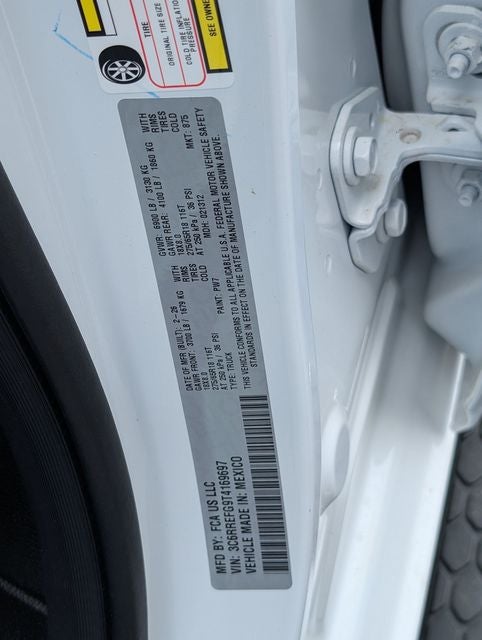 TIRE
ORIGINAL TIRE SIZE
COLD TIRE INFL
PRESSURE
SEE OWNER
MFD BY: FCA US LLC
VIN: 3C6RREFG9T4169697
VEHICLE MADE IN: MEXICO
DATE OF MFR (BUILT): 2-26 GVWR: 6900 LB / 3130 KG
GAWR FRONT: 3700 LB / 1679 KG WITH GAWR REAR: 4100 LB / 1860 KG WITH
18X8.0 RIMS 18X8.0 RIMS
275/65R18 116T TIRES 275/65R18 116T TIRES
AT 250 kPa / 36 PSI COLD AT 250 kPa / 36 PSI COLD
TYPE: TRUCK PAINT: PW7 MDH: 021312 MKT: 875
THIS VEHICLE CONFORMS TO ALL APPLICABLE U.S.A. FEDERAL MOTOR VEHICLE SAFETY
STANDARDS IN EFFECT ON THE DATE OF MANUFACTURE SHOWN ABOVE.